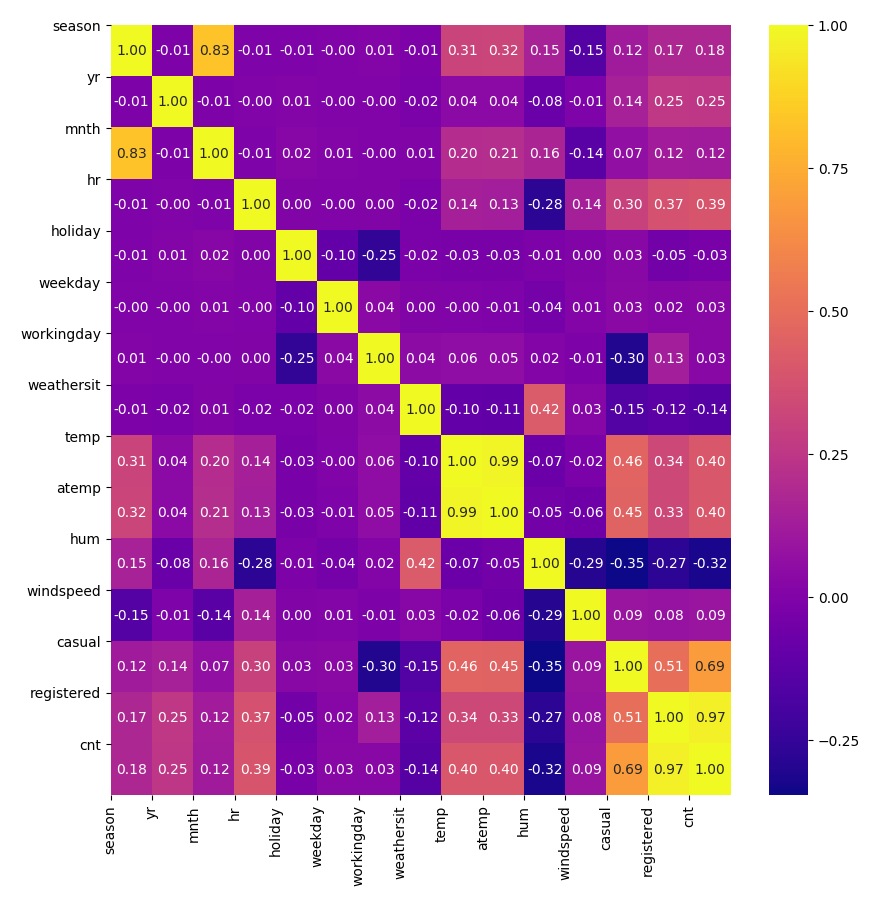 season
1.00 -0.01 0.83 -0.01 -0.01 -0.00 0.01 -0.01 0.31 0.32 0.15 -0.15 0.12 0.17 0.18
yr
-0.01 1.00 -0.01 -0.00 0.01 -0.00 -0.00 -0.02 0.04 0.04 -0.08 -0.01 0.14 0.25 0.25
mnth
0.83 -0.01 1.00 -0.01 0.02 0.01 -0.00 0.01 0.20 0.21 0.16 -0.14 0.07 0.12 0.12
hr
-0.01 -0.00 -0.01 1.00 0.00 -0.00 0.00 -0.02 0.14 0.13 -0.28 0.14 0.30 0.37 0.39
holiday
-0.01 0.01 0.02 0.00 1.00 -0.10 -0.25 -0.02 -0.03 -0.03 -0.01 0.00 0.03 -0.05 -0.03
weekday
-0.00 -0.00 0.01 -0.00 -0.10 1.00 0.04 0.00 -0.00 -0.01 -0.04 0.01 0.03 0.02 0.03
workingday
0.01 -0.00 -0.00 0.00 -0.25 0.04 1.00 0.04 0.06 0.05 0.02 -0.01 -0.30 0.13 0.03
weathersit
-0.01 -0.02 0.01 -0.02 -0.02 0.00 0.04 1.00 -0.10 -0.11 0.42 0.03 -0.15 -0.12 -0.14
temp
0.31 0.04 0.20 0.14 -0.03 -0.00 0.06 -0.10 1.00 0.99 -0.07 -0.02 0.46 0.34 0.40
atemp
0.32 0.04 0.21 0.13 -0.03 -0.01 0.05 -0.11 0.99 1.00 -0.05 -0.06 0.45 0.33 0.40
hum
0.15 -0.08 0.16 -0.28 -0.01 -0.04 0.02 0.42 -0.07 -0.05 1.00 -0.29 -0.35 -0.27 -0.32
windspeed
-0.15 -0.01 -0.14 0.14 0.00 0.01 -0.01 0.03 -0.02 -0.06 -0.29 1.00 0.09 0.08 0.09
casual
0.12 0.14 0.07 0.30 0.03 0.03 -0.30 -0.15 0.46 0.45 -0.35 0.09 1.00 0.51 0.69
registered
0.17 0.25 0.12 0.37 -0.05 0.02 0.13 -0.12 0.34 0.33 -0.27 0.08 0.51 1.00 0.97
cnt
0.18 0.25 0.12 0.39 -0.03 0.03 0.03 -0.14 0.40 0.40 -0.32 0.09 0.69 0.97 1.00
season yr mnth hr holiday weekday workingday weathersit temp atemp hum windspeed casual registered cnt
1.00
0.75
0.50
0.25
0.00
−0.25